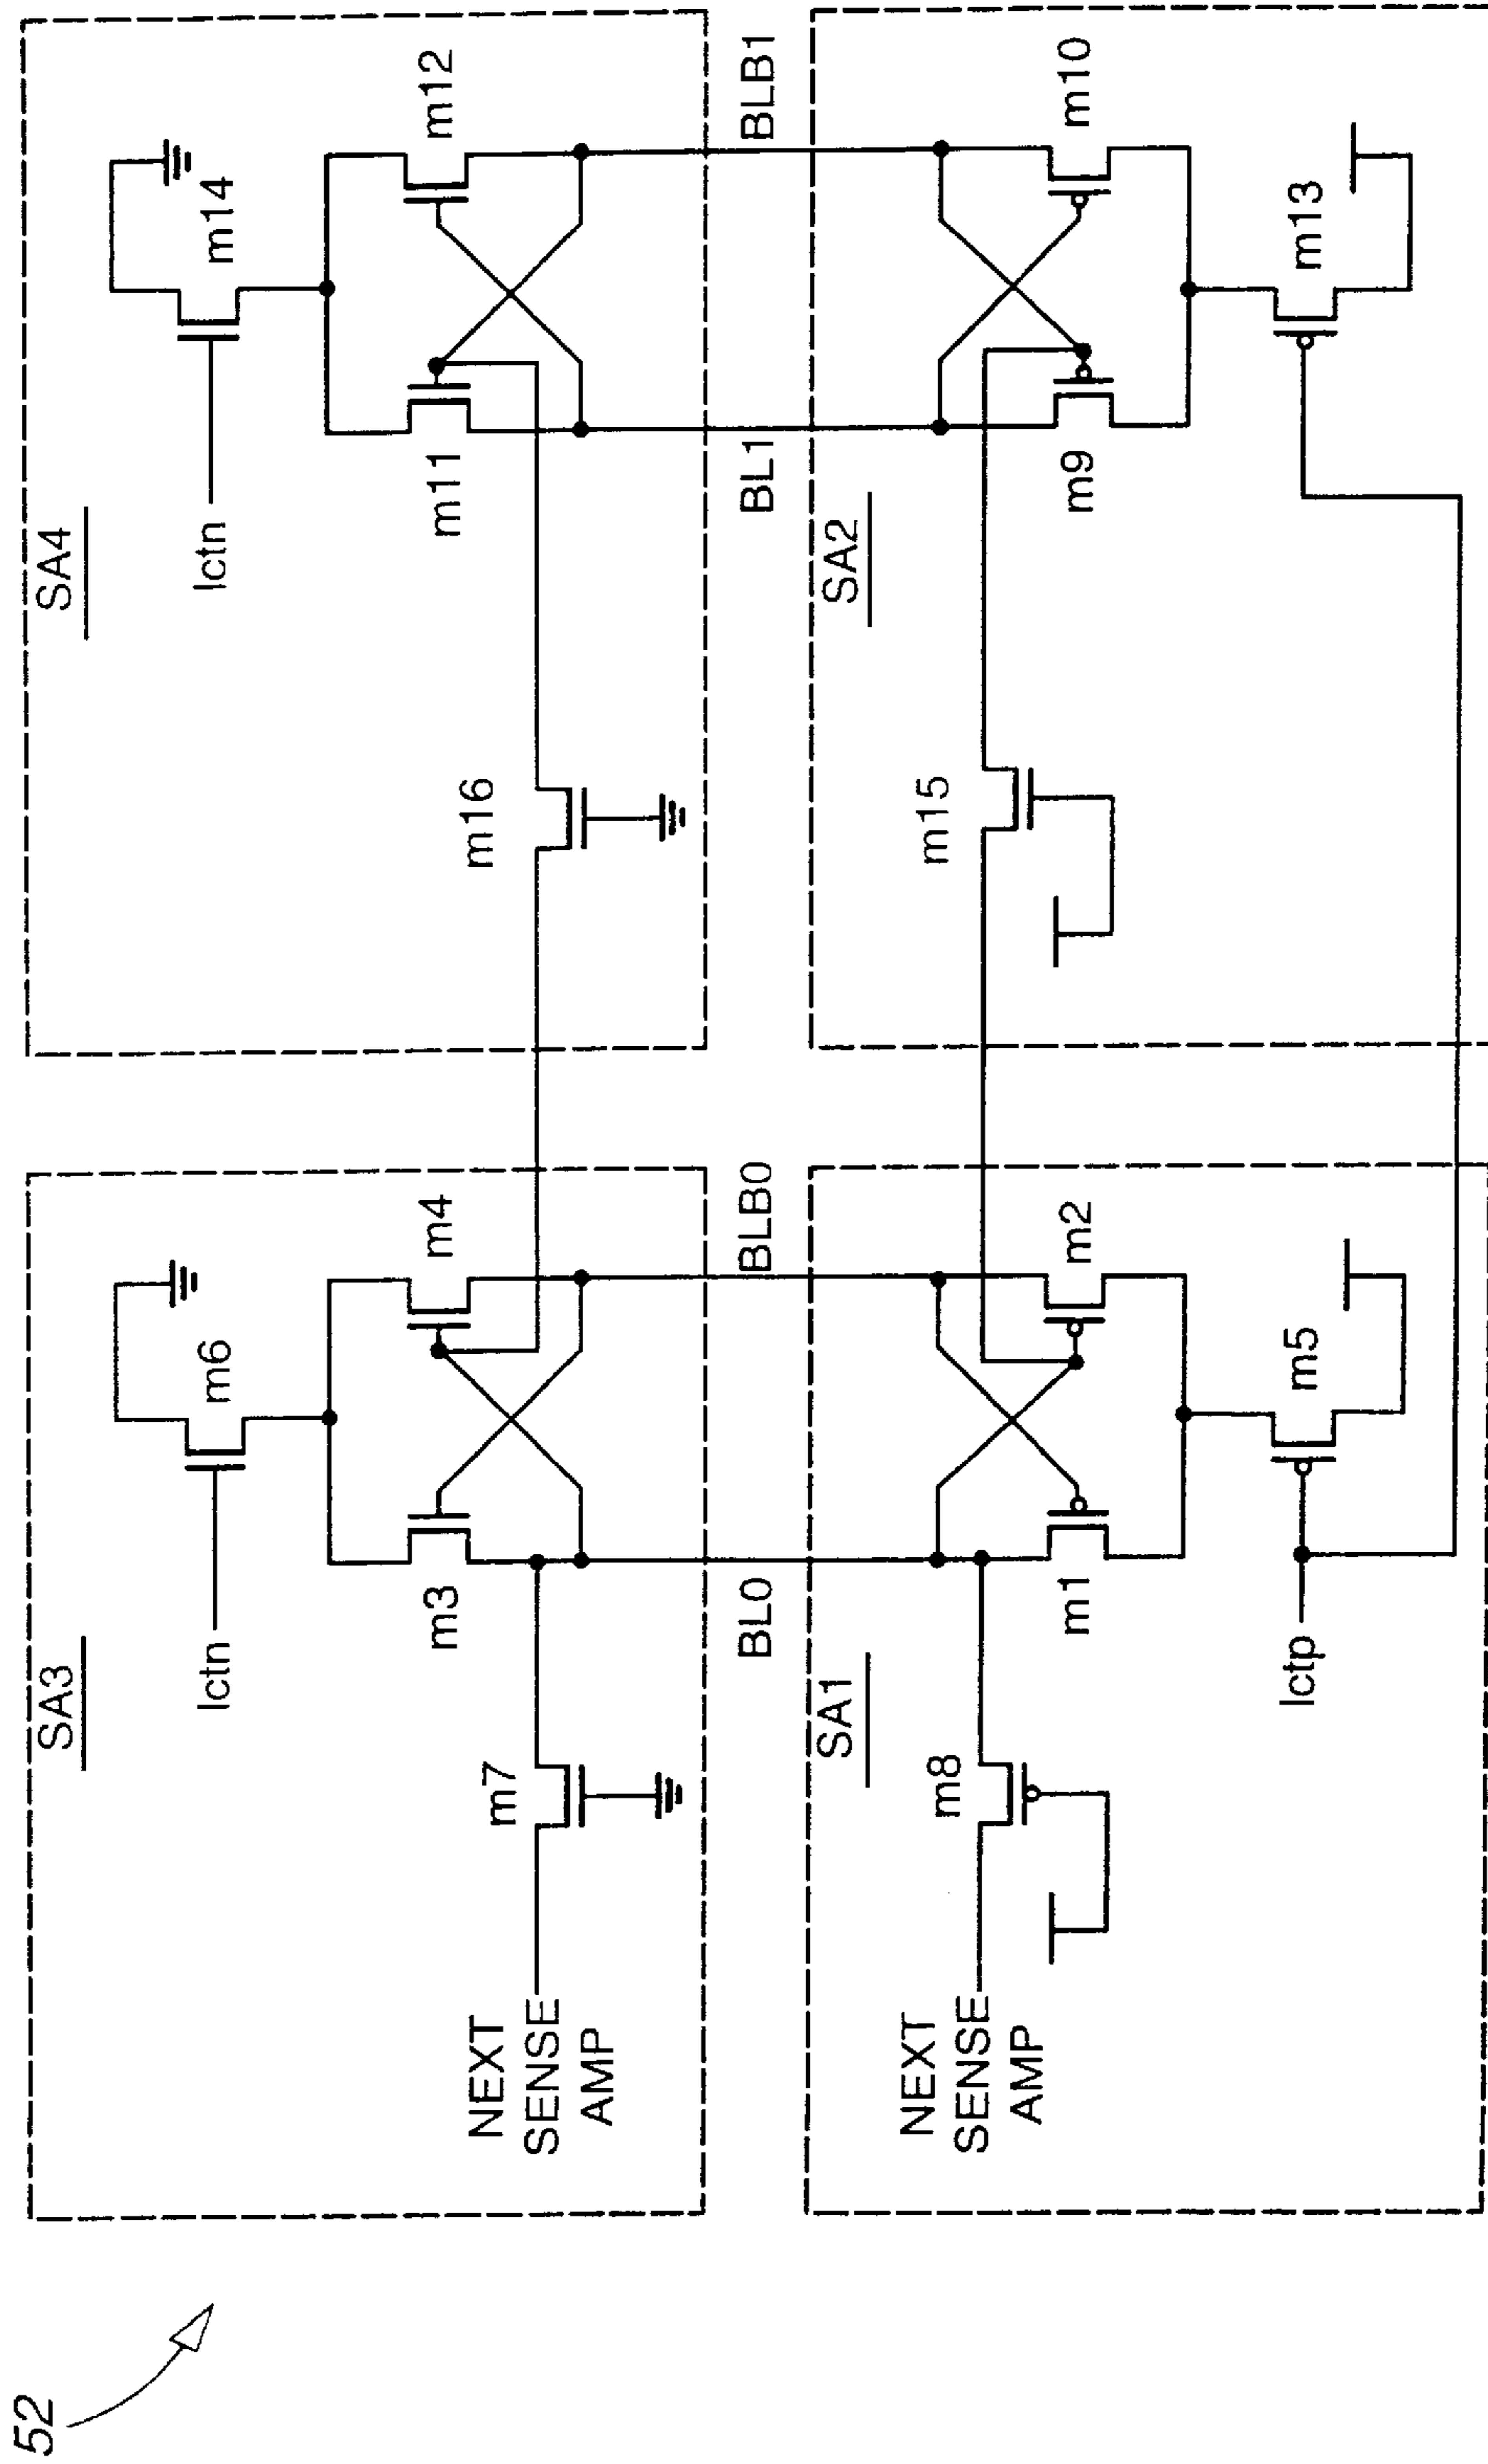 52
SA3
SA4
lctn
m6
lctn
m14
m3
m4
m11
m12
m7
m16
NEXT
SENSE
AMP
BL0
BLB0
BL1
BLB1
SA1
SA2
m8
m15
NEXT
SENSE
AMP
m1
m2
m9
m10
lctp
m5
m13